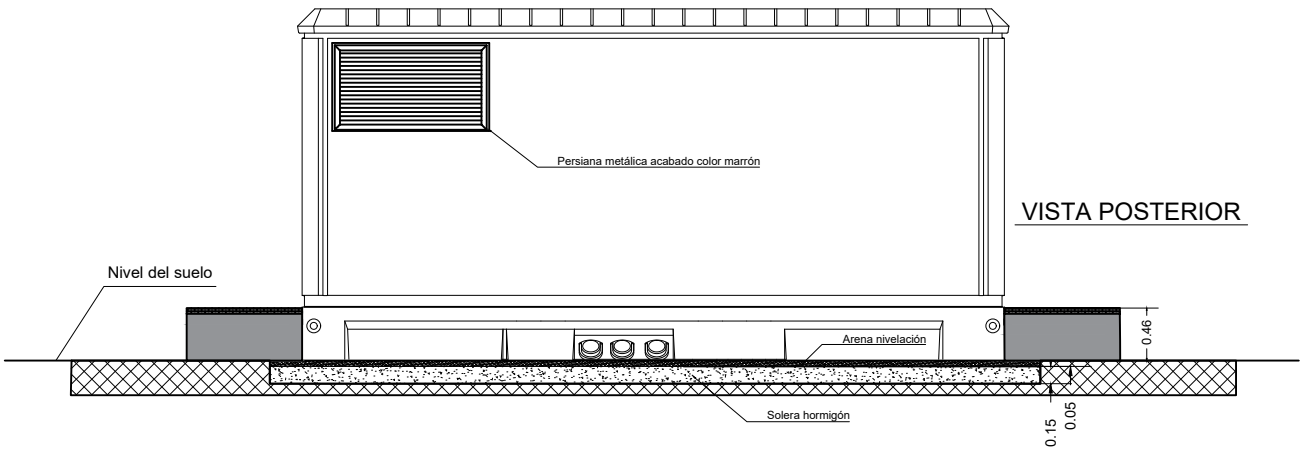 Persiana metálica acabado color marrón
VISTA POSTERIOR
Nivel del suelo
0.46
Arena nivelación
Solera hormigón
0.15
0.05